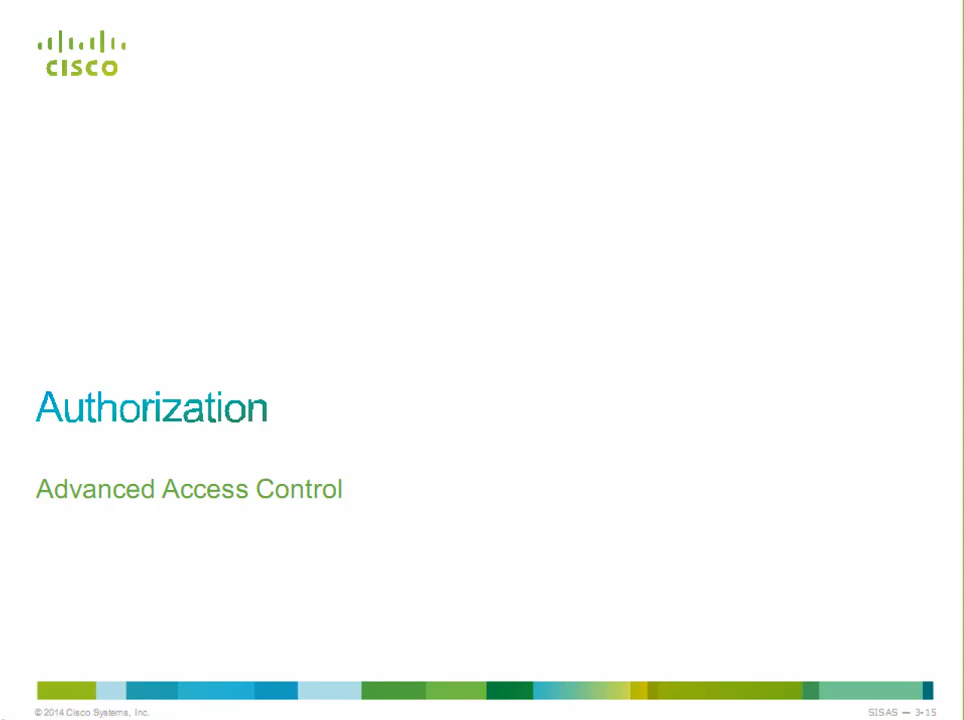 CISCO
Authorization
Advanced Access Control
© 2014 Cisco Systems, Inc.
SISAS — 3-15